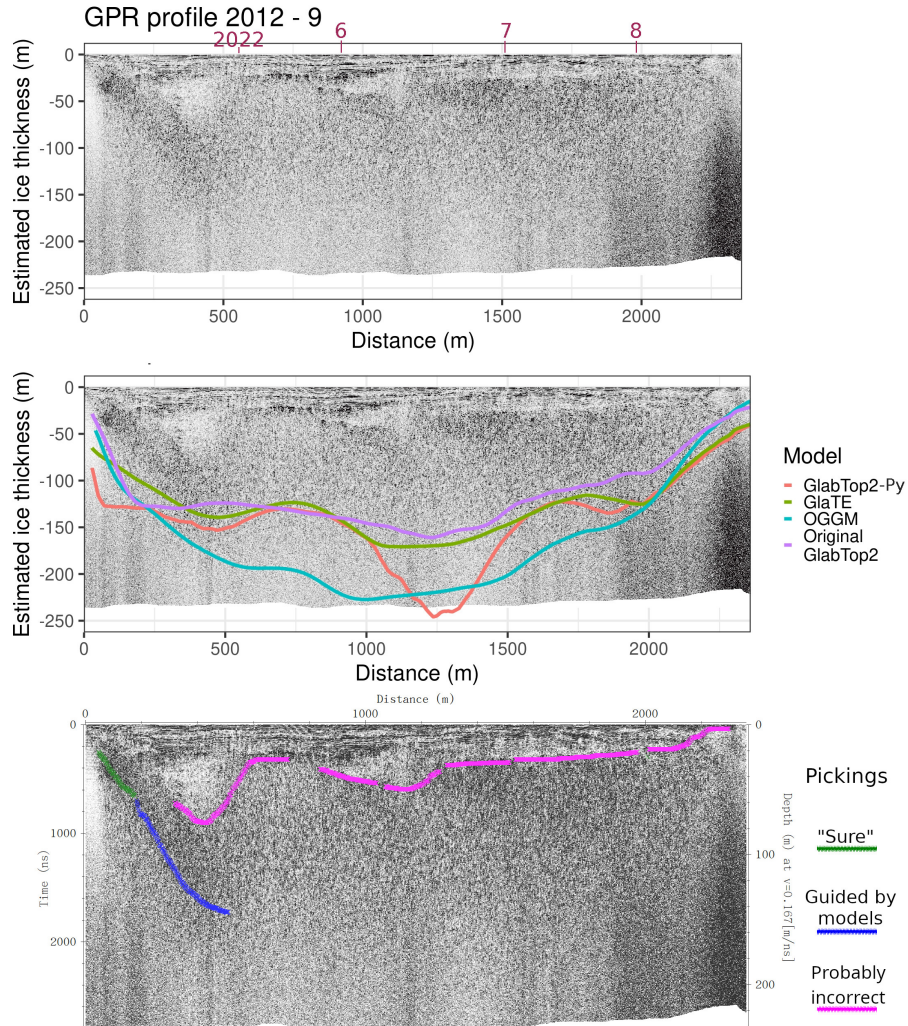 GPR profile 2012 - 9
2022
6
7
8
Estimated ice thickness (m)
0
-50
-100
-150
-200
-250
0
500
1000
1500
2000
Distance (m)
Estimated ice thickness (m)
0
-50
-100
-150
-200
-250
0
500
1000
1500
2000
Distance (m)
Model
GlabTop2-Py
GlaTE
OGGM
Original
GlabTop2
Distance (m)
0
1000
2000
Time (ns)
0
1000
2000
0
100
200
Depth (m) at v=0.167[m/ns]
Pickings
"Sure"
Guided by
models
Probably
incorrect